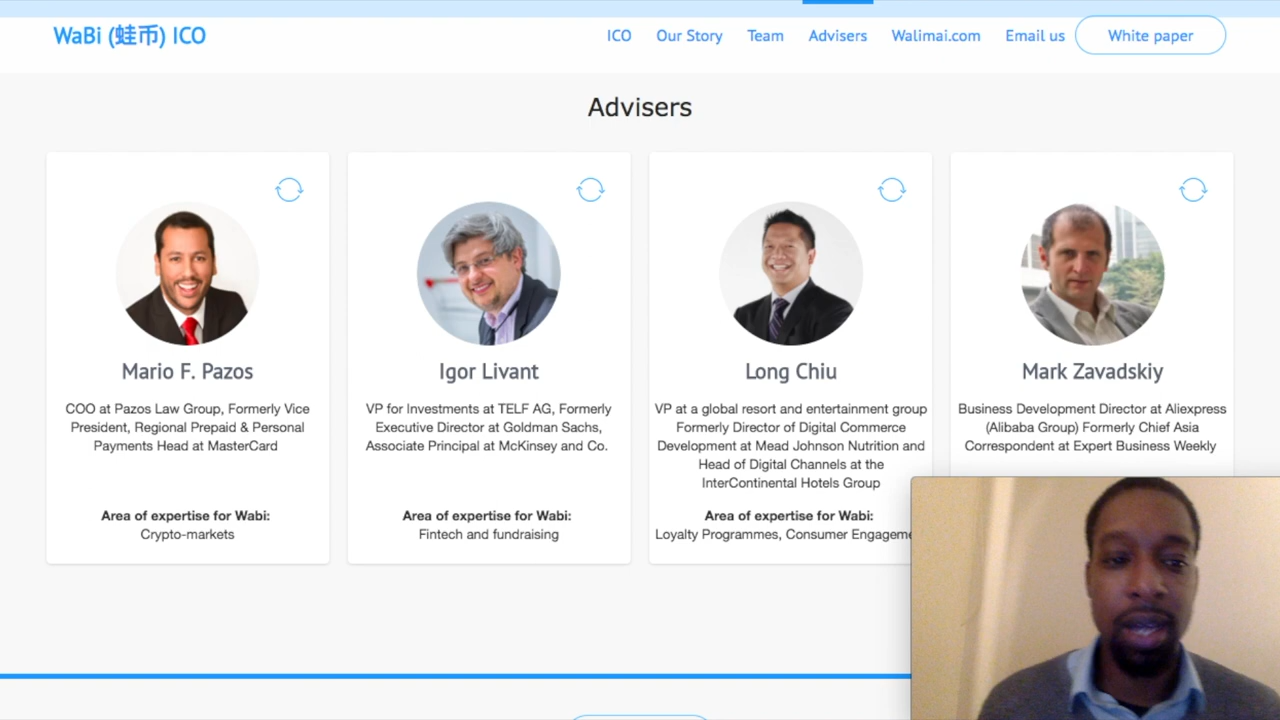 WaBi (蛙币) ICO
ICO
Our Story
Team
Advisers
Walimai.com
Email us
White paper
Advisers
Mario F. Pazos
COO at Pazos Law Group, Formerly Vice
President, Regional Prepaid & Personal
Payments Head at MasterCard
Area of expertise for Wabi:
Crypto-markets
Igor Livant
VP for Investments at TELF AG, Formerly
Executive Director at Goldman Sachs,
Associate Principal at McKinsey and Co.
Area of expertise for Wabi:
Fintech and fundraising
Long Chiu
VP at a global resort and entertainment group
Formerly Director of Digital Commerce
Development at Mead Johnson Nutrition and
Head of Digital Channels at the
InterContinental Hotels Group
Area of expertise for Wabi:
Loyalty Programmes, Consumer Engageme
Mark Zavadskiy
Business Development Director at Aliexpress
(Alibaba Group) Formerly Chief Asia
Correspondent at Expert Business Weekly